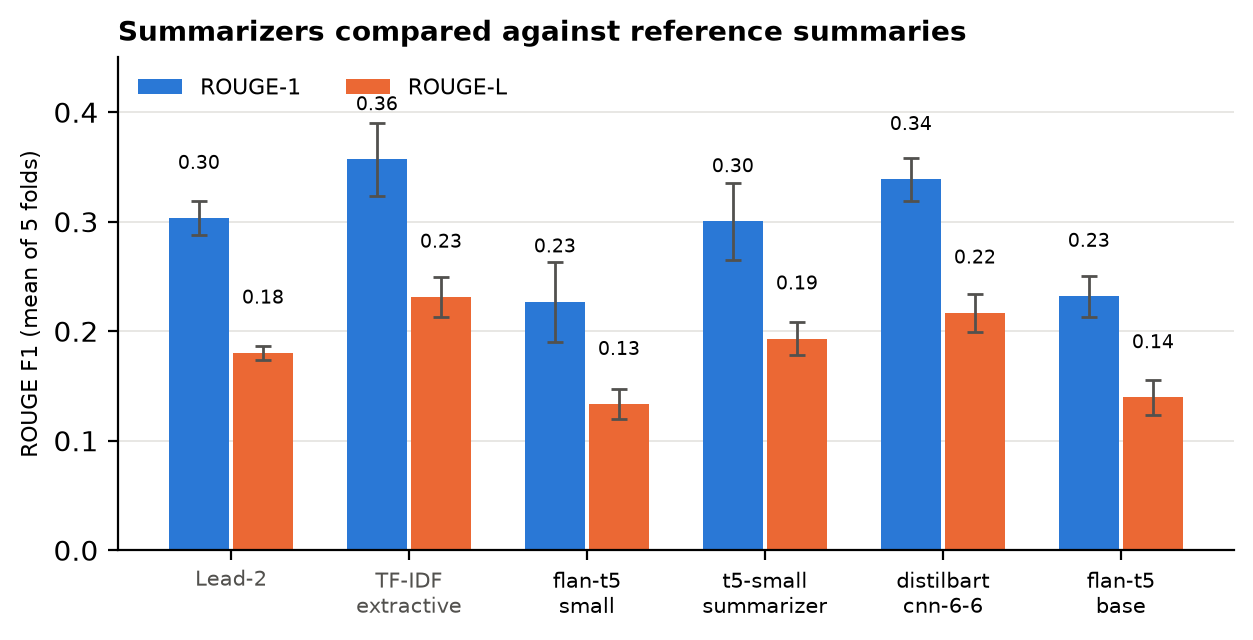 Summarizers compared against reference summaries
ROUGE-1 ROUGE-L
ROUGE F1 (mean of 5 folds)
0.4
0.3
0.2
0.1
0.0
0.30
0.18
0.36
0.23
0.23
0.13
0.30
0.19
0.34
0.22
0.23
0.14
Lead-2
TF-IDF
extractive
flan-t5
small
t5-small
summarizer
distilbart
cnn-6-6
flan-t5
base